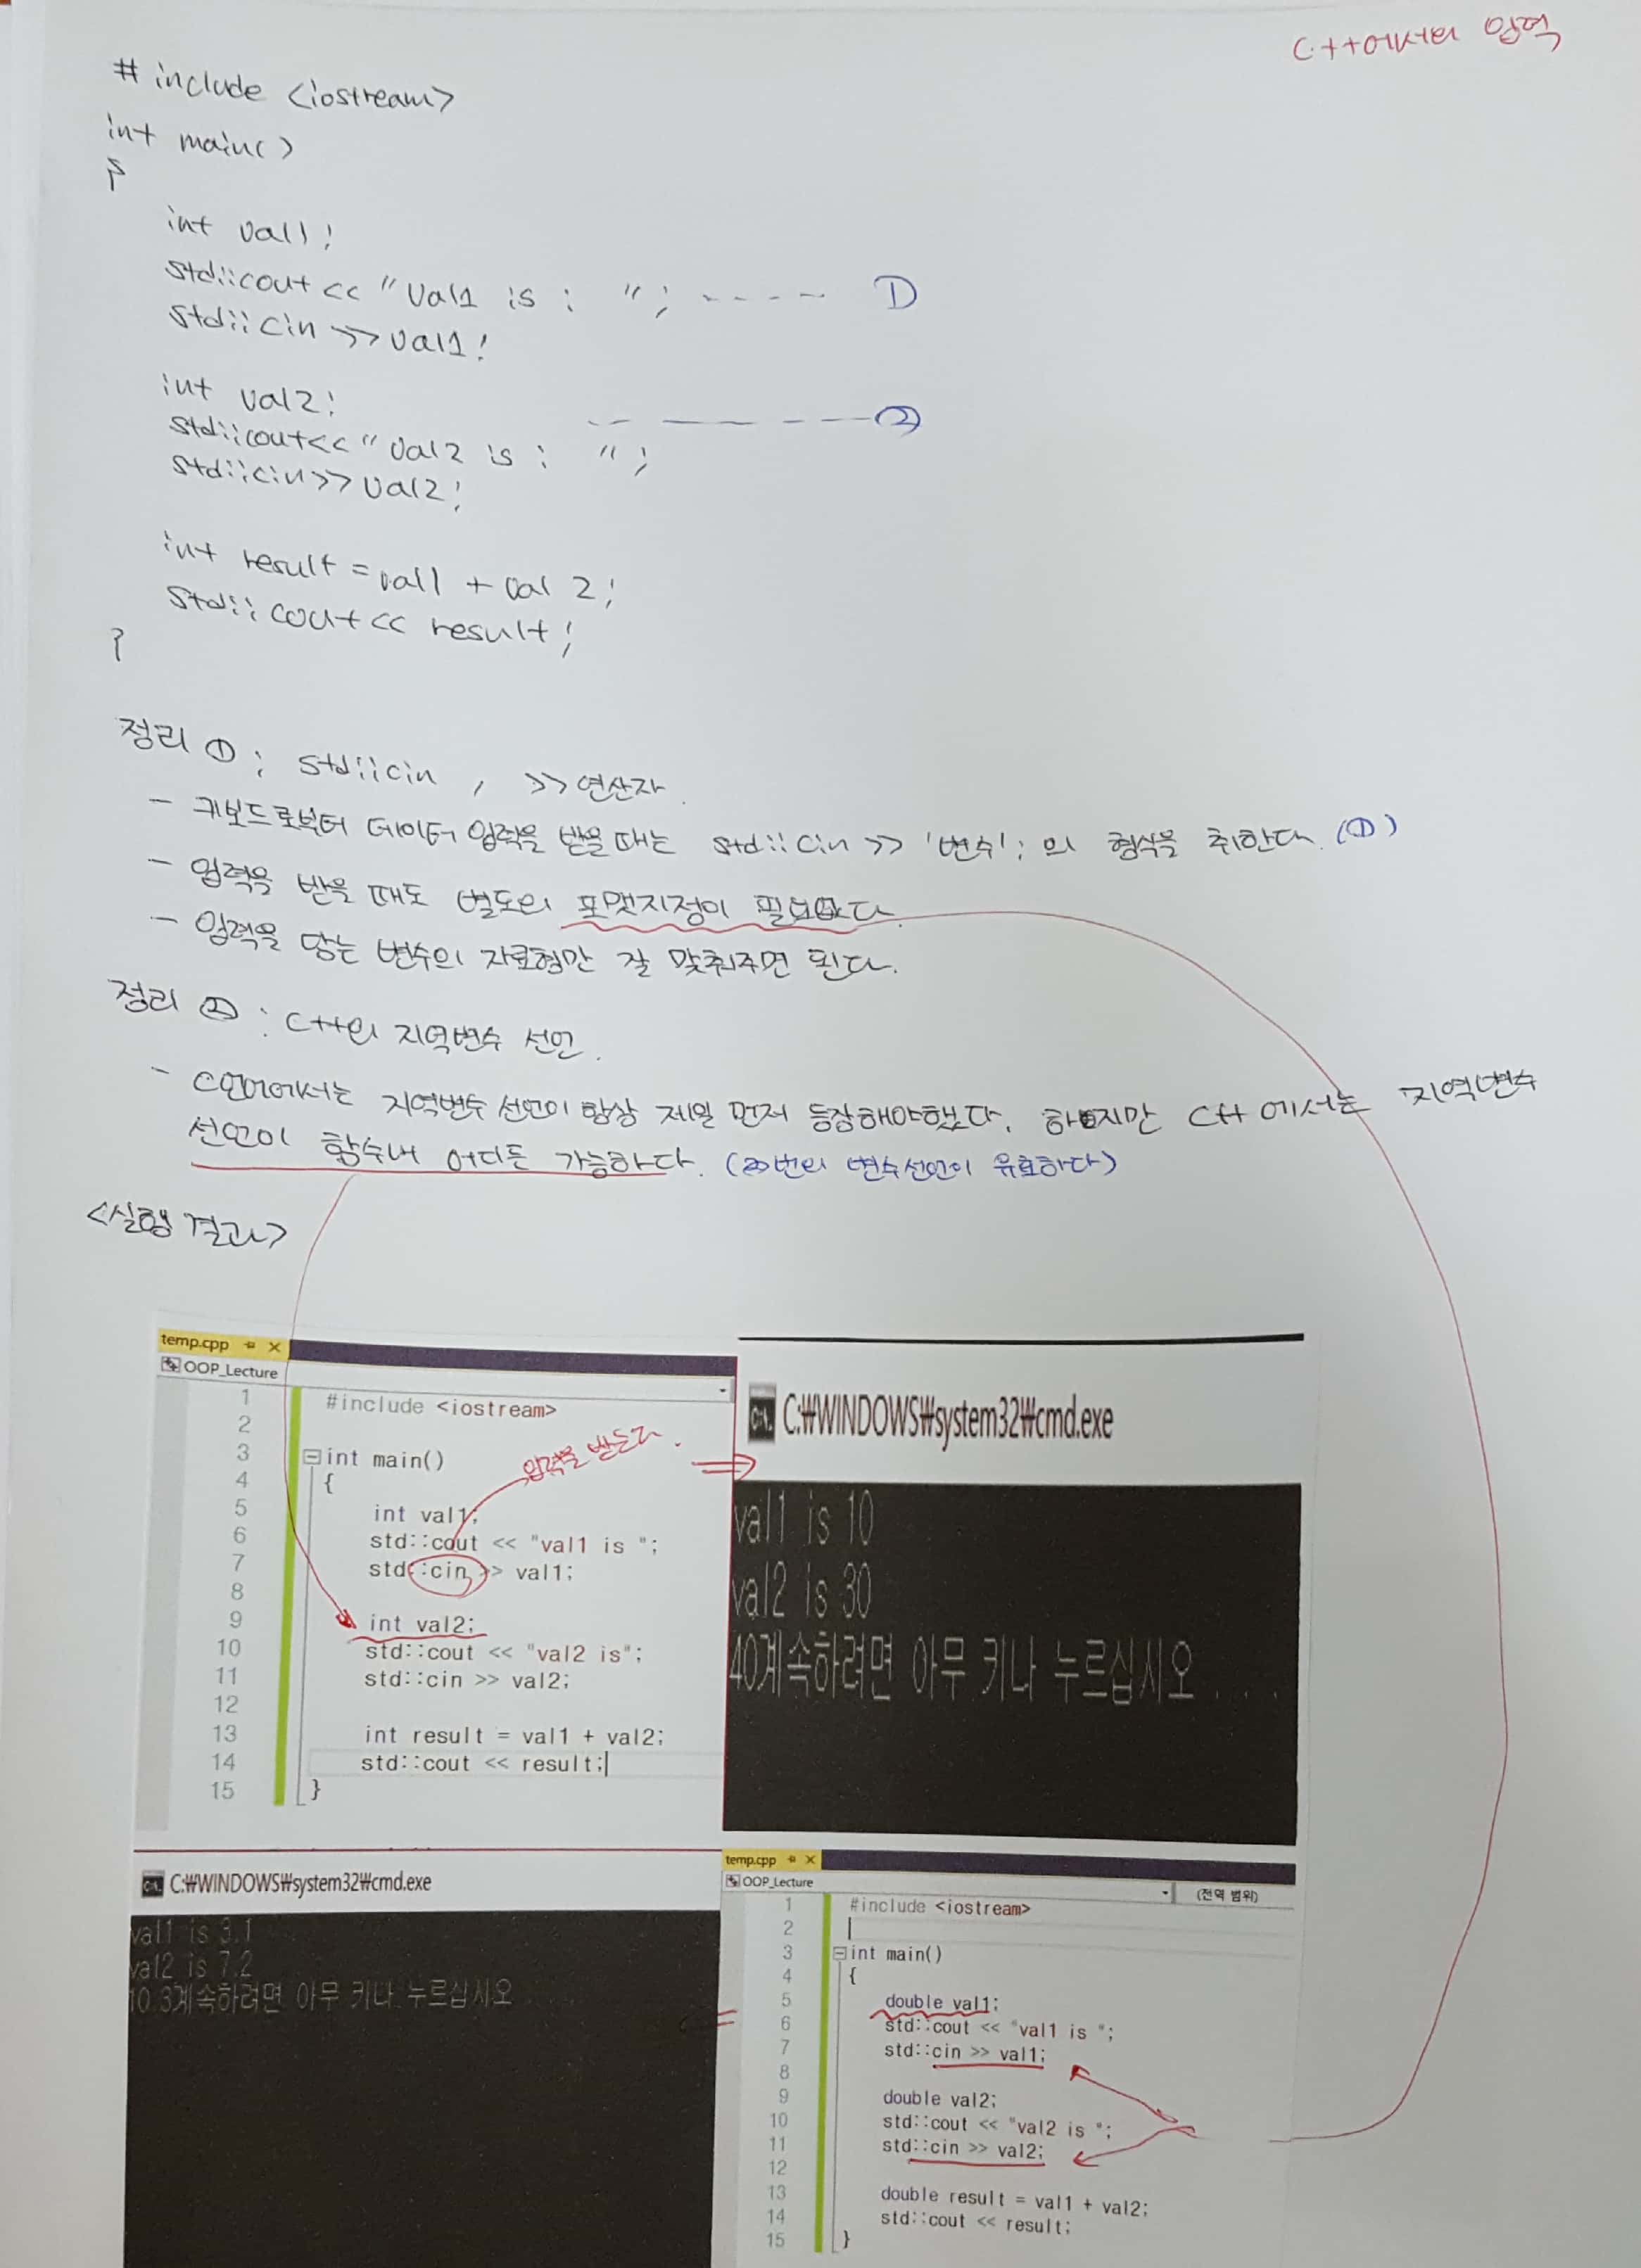 C++에서의 입력
#include <iostream>
int main()
{
int val1;
std::cout << "Val1 is : "; ---- ①
std::cin >> val1;
int val2; ---- ②
std::cout << "val2 is : ";
std::cin >> val2;
int result = val1 + val 2;
std::cout << result;
}
정리 ① : std::cin , >> 연산자.
- 키보드로부터 데이터 입력을 받을 때는 std::cin >> '변수'; 의 형식을 취한다. (①)
- 입력을 받을 때도 별도의 포맷지정이 필요없다.
- 입력을 담는 변수의 자료형만 잘 맞춰주면 된다.
정리 ② : C++의 지역변수 선언.
- C언어에서는 지역변수 선언이 항상 제일 먼저 등장해야했다. 하지만 C++ 에서는 지역변수
선언이 함수내 어디든 가능하다. (②번의 변수선언이 유효하다)
<실행 결과>
temp.cpp
OOP_Lecture
1 #include <iostream>
2
3 int main()
입력을 받는다.
4 {
5 int val1;
6 std::cout << "val1 is ";
7 std::cin >> val1;
8
9 int val2;
10 std::cout << "val2 is";
11 std::cin >> val2;
12
13 int result = val1 + val2;
14 std::cout << result;
15 }
C:₩WINDOWS₩system32₩cmd.exe
val1 is 10
val2 is 30
40계속하려면 아무 키나 누르십시오 . . .
C:₩WINDOWS₩system32₩cmd.exe
val1 is 3.1
val2 is 7.2
10.3계속하려면 아무 키나 누르십시오
temp.cpp
OOP_Lecture (전역 범위)
1 #include <iostream>
2
3 int main()
4 {
5 double val1;
6 std::cout << "val1 is ";
7 std::cin >> val1;
8
9 double val2;
10 std::cout << "val2 is ";
11 std::cin >> val2;
12
13 double result = val1 + val2;
14 std::cout << result;
15 }